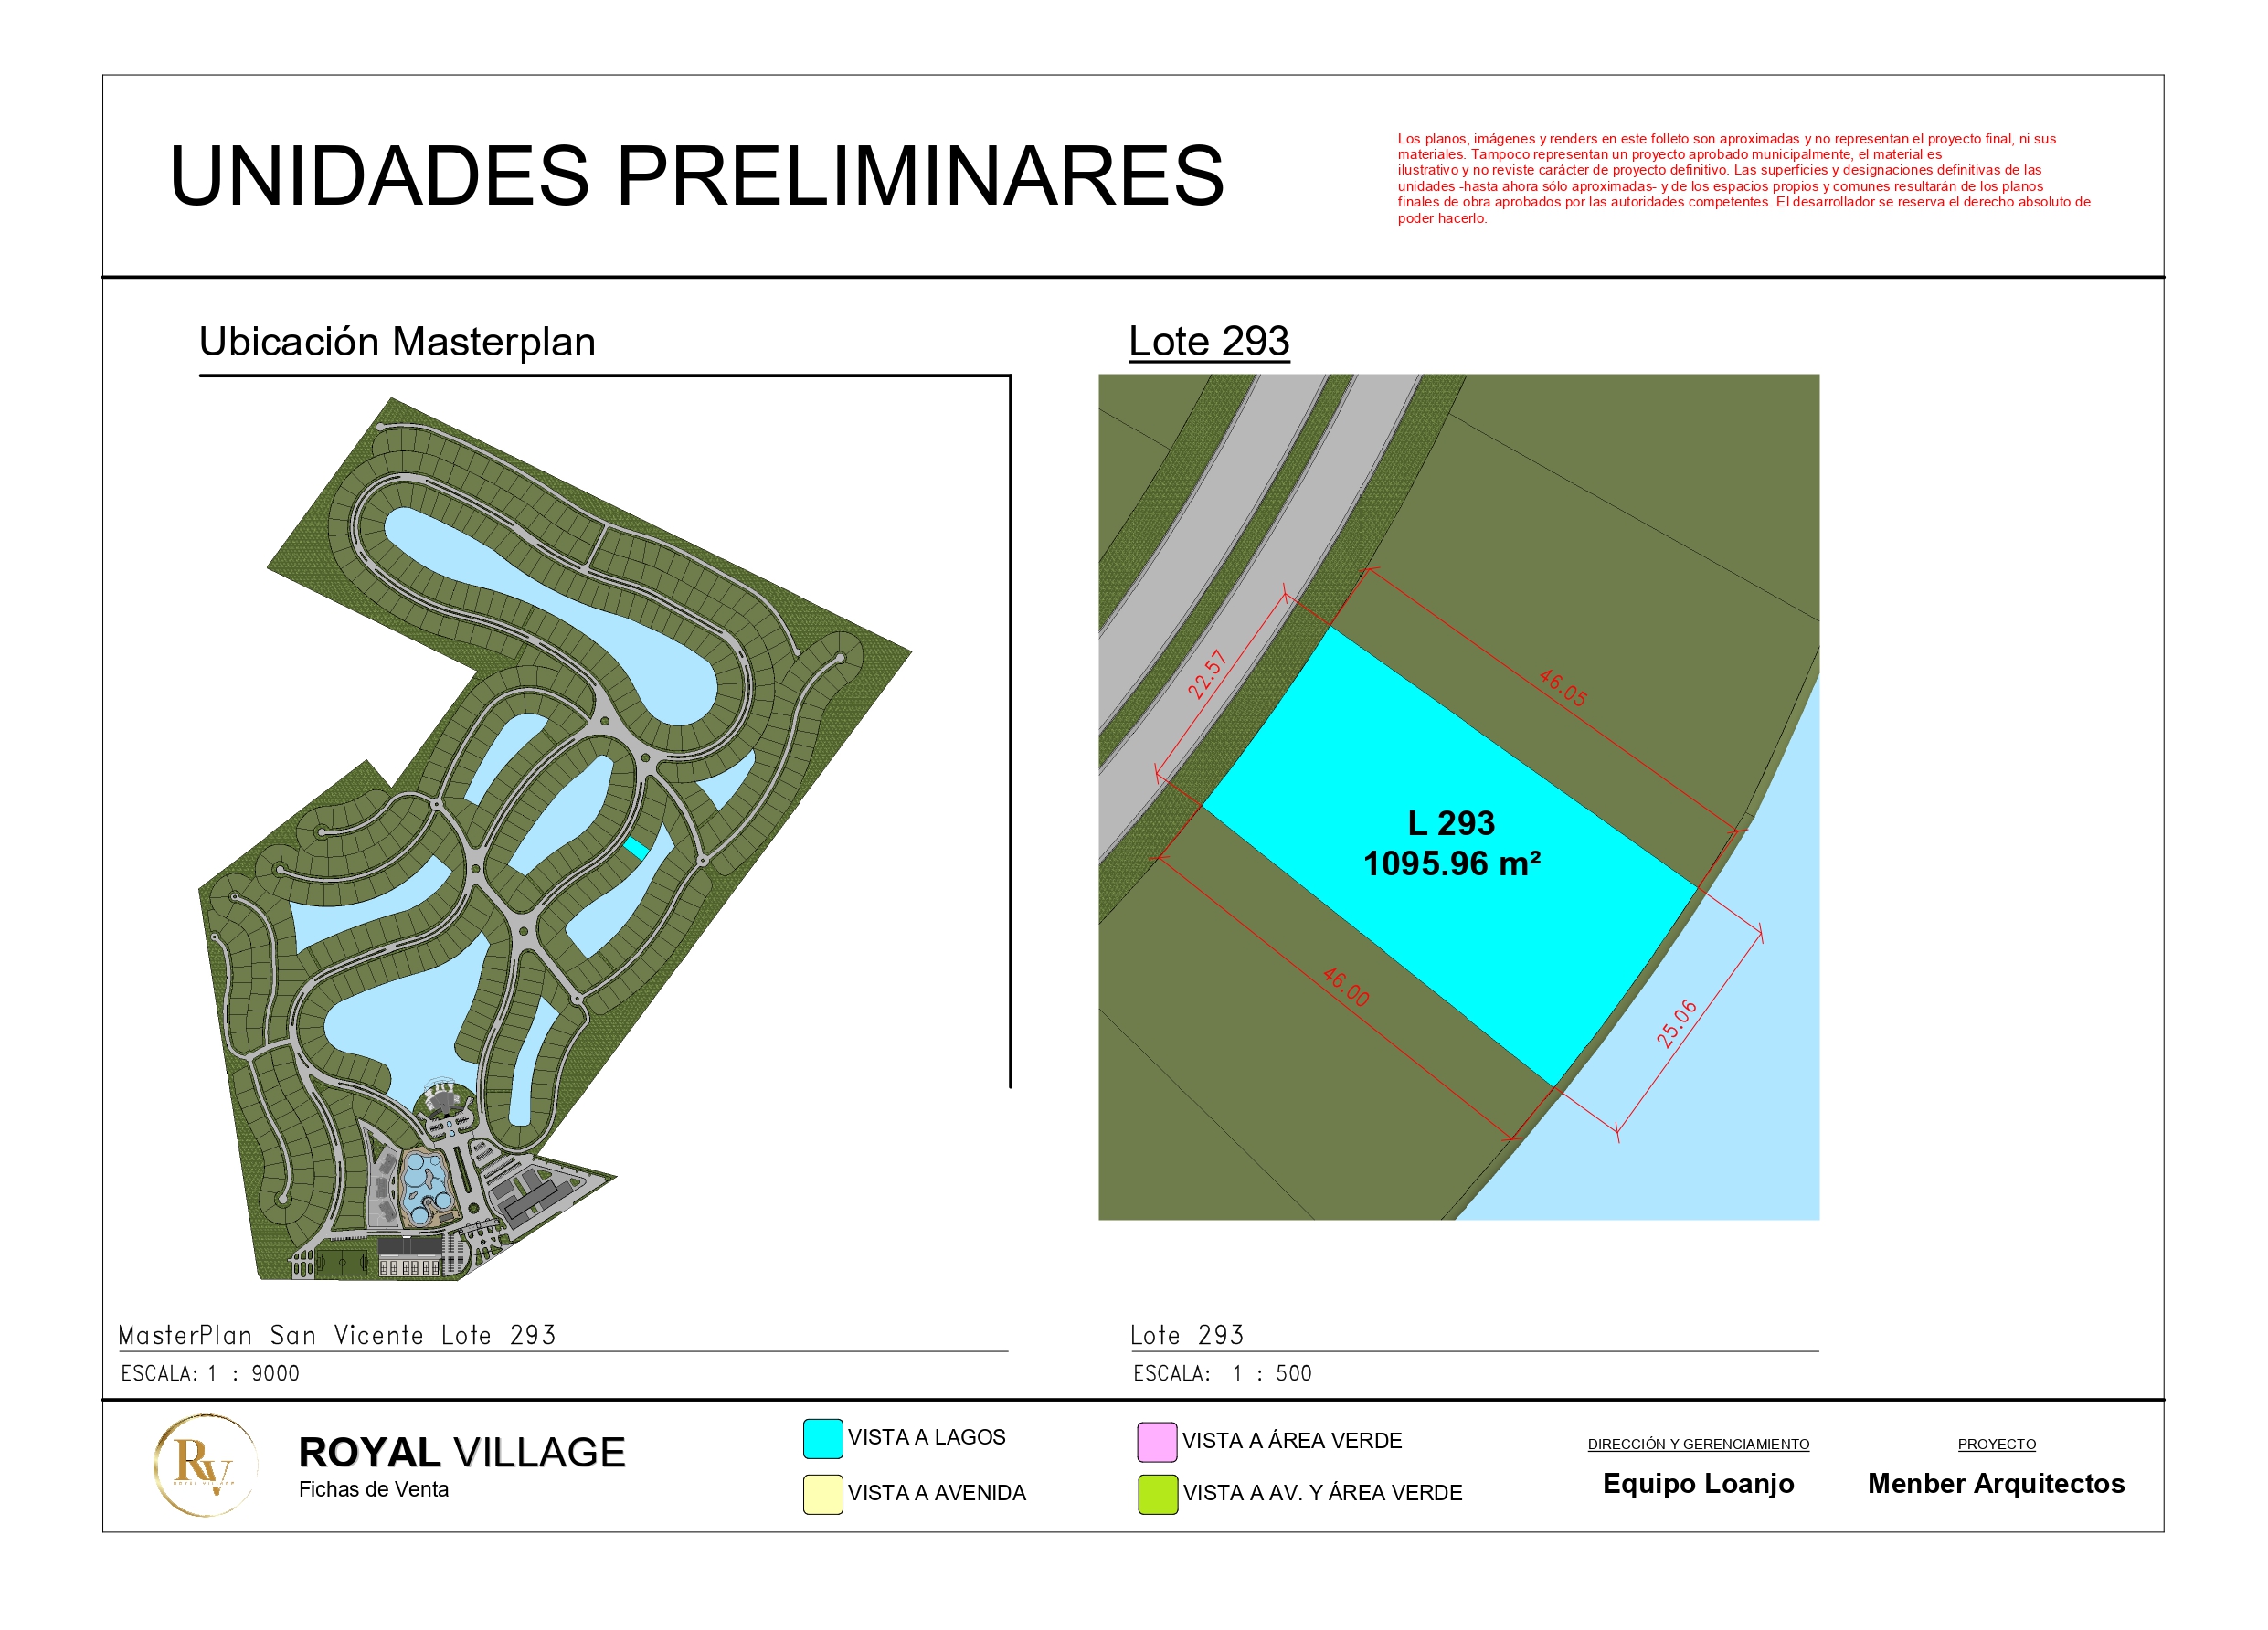 UNIDADES PRELIMINARES
Los planos, imágenes y renders en este folleto son aproximadas y no representan el proyecto final, ni sus
materiales. Tampoco representan un proyecto aprobado municipalmente, el material es
ilustrativo y no reviste carácter de proyecto definitivo. Las superficies y designaciones definitivas de las
unidades -hasta ahora sólo aproximadas- y de los espacios propios y comunes resultarán de los planos
finales de obra aprobados por las autoridades competentes. El desarrollador se reserva el derecho absoluto de
poder hacerlo.
Ubicación Masterplan
Lote 293
22.57
46.05
L 293
1095.96 m²
46.00
25.06
MasterPlan San Vicente Lote 293
ESCALA: 1 : 9000
Lote 293
ESCALA: 1 : 500
RV
ROYAL VILLAGE
ROYAL VILLAGE
Fichas de Venta
VISTA A LAGOS
VISTA A AVENIDA
VISTA A ÁREA VERDE
VISTA A AV. Y ÁREA VERDE
DIRECCIÓN Y GERENCIAMIENTO
Equipo Loanjo
PROYECTO
Menber Arquitectos